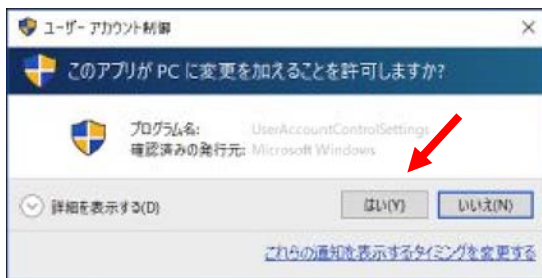 ユーザー アカウント制御
このアプリが PC に変更を加えることを許可しますか?
プログラム名: UserAccountControlSettings
確認済みの発行元: Microsoft Windows
詳細を表示する(D)
はい(Y)
いいえ(N)
これらの通知を表示するタイミングを変更する